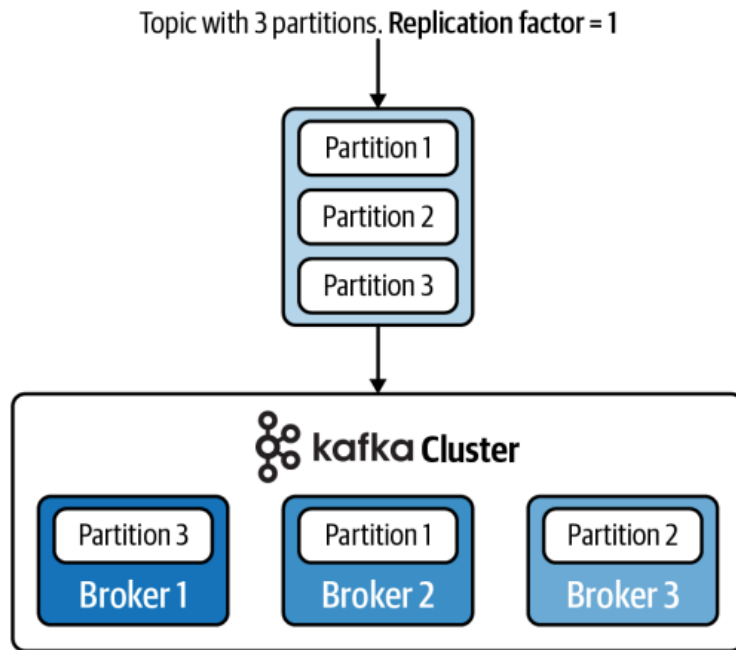 Topic with 3 partitions. Replication factor = 1
Partition 1
Partition 2
Partition 3
kafka Cluster
Partition 3
Broker 1
Partition 1
Broker 2
Partition 2
Broker 3